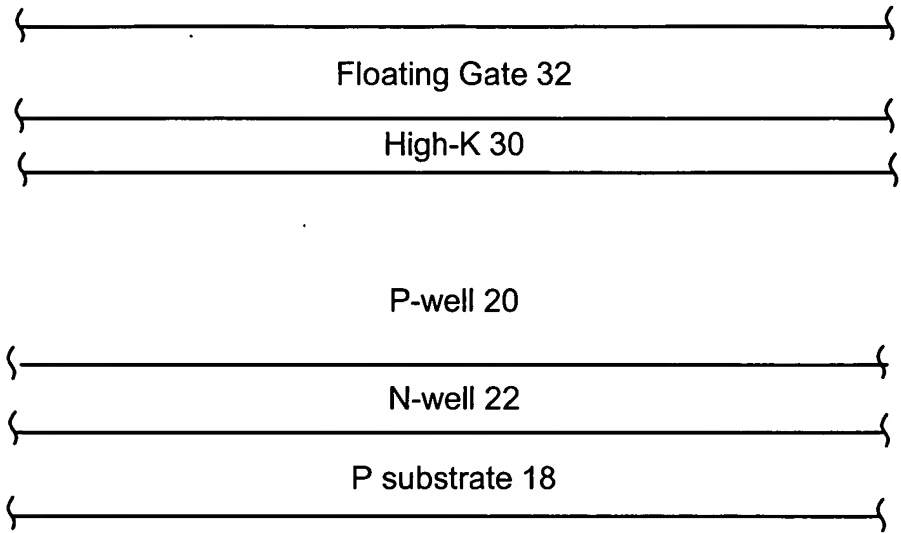 Floating Gate 32
High-K 30
P-well 20
N-well 22
P substrate 18